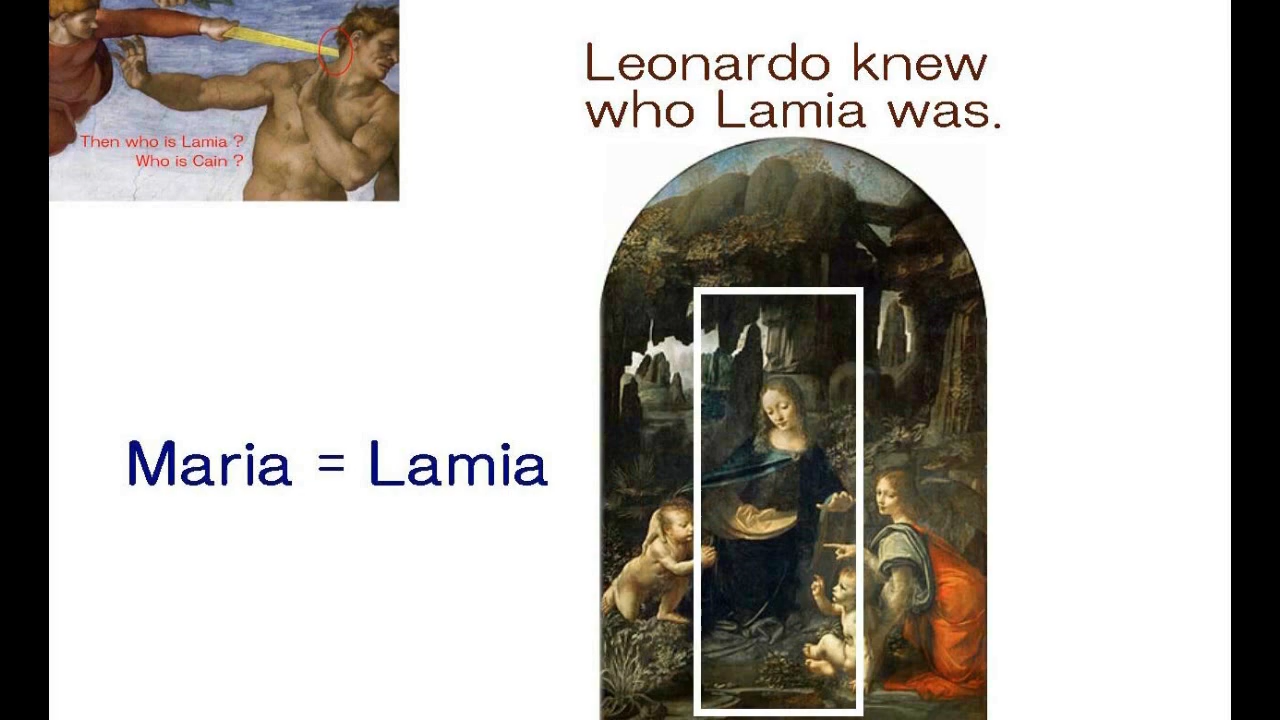 Then who is Lamia ?
Who is Cain ?
Leonardo knew
who Lamia was.
Maria = Lamia